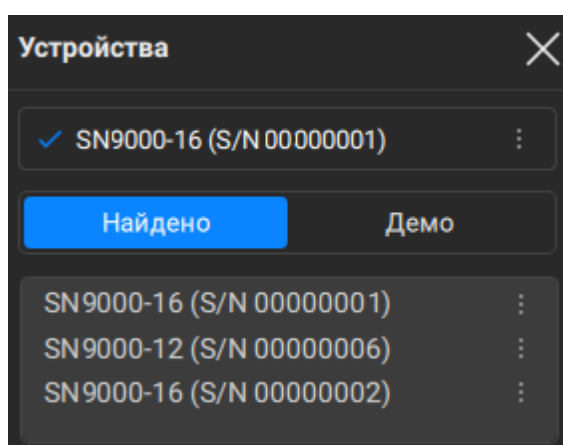 Устройства
SN9000-16 (S/N 00000001)
Найдено Демо
SN9000-16 (S/N 00000001)
SN9000-12 (S/N 00000006)
SN9000-16 (S/N 00000002)